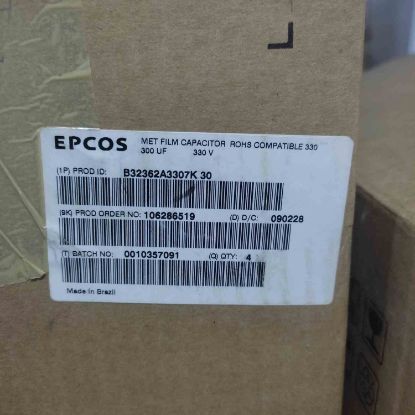 EPCOS MET FILM CAPACITOR ROHS COMPATIBLE 330
300 UF 330 V
(1P) PROD ID: B32362A3307K 30
(9K) PROD ORDER NO: 106286519 (D) D/C: 090228
(T) BATCH NO: 0010357091 (Q) QTY: 4
Made in Brazil